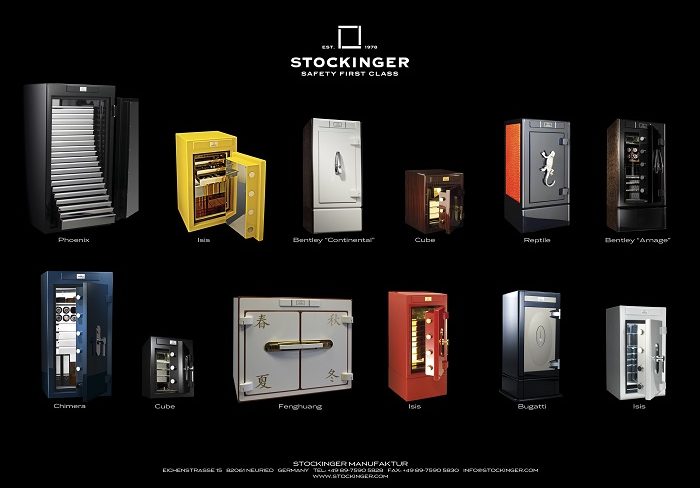 EST. 1978
STOCKINGER
SAFETY FIRST CLASS
Phoenix
Isis
Bentley "Continental"
Cube
Reptile
Bentley "Arnage"
春 秋
夏 冬
Chimera
Cube
Fenghuang
Isis
Bugatti
Isis
STOCKINGER MANUFAKTUR
EICHENSTRASSE 15 82061 NEURIED GERMANY TEL: +49 89-7590 5828 FAX: +49 89-7590 5830 INFO@STOCKINGER.COM
WWW.STOCKINGER.COM